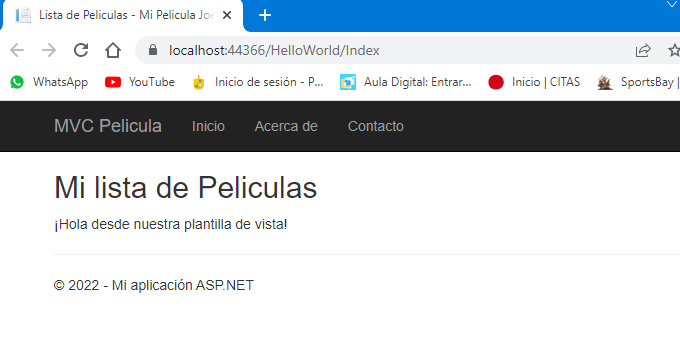 Lista de Peliculas - Mi Pelicula Joe
localhost:44366/HelloWorld/Index
WhatsApp YouTube Inicio de sesión - P... Aula Digital: Entrar... Inicio | CITAS SportsBay |
MVC Pelicula Inicio Acerca de Contacto
Mi lista de Peliculas
¡Hola desde nuestra plantilla de vista!
© 2022 - Mi aplicación ASP.NET